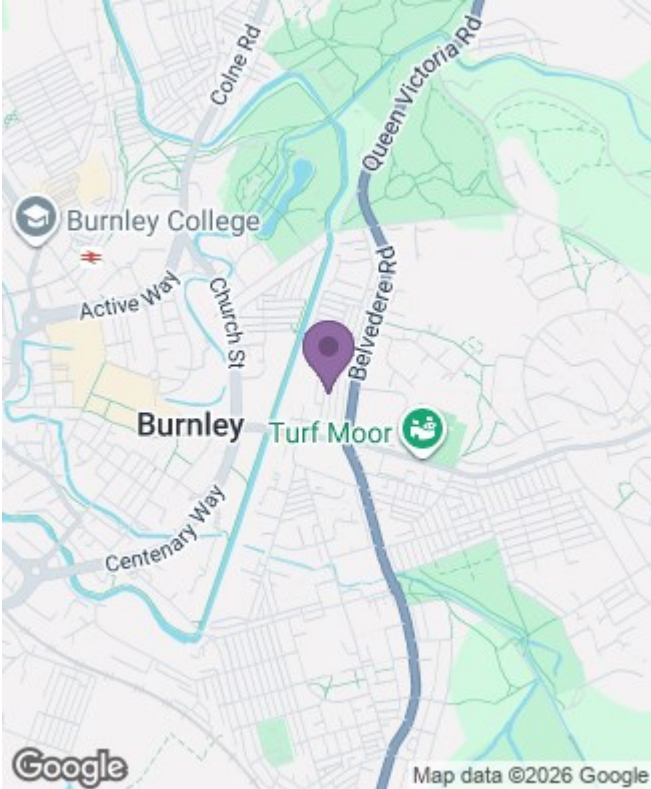 Colne Rd
Queen Victoria Rd
Burnley College
Active Way
Church St
Belvedere Rd
Burnley
Turf Moor
Centenary Way
Google
Map data ©2026 Google